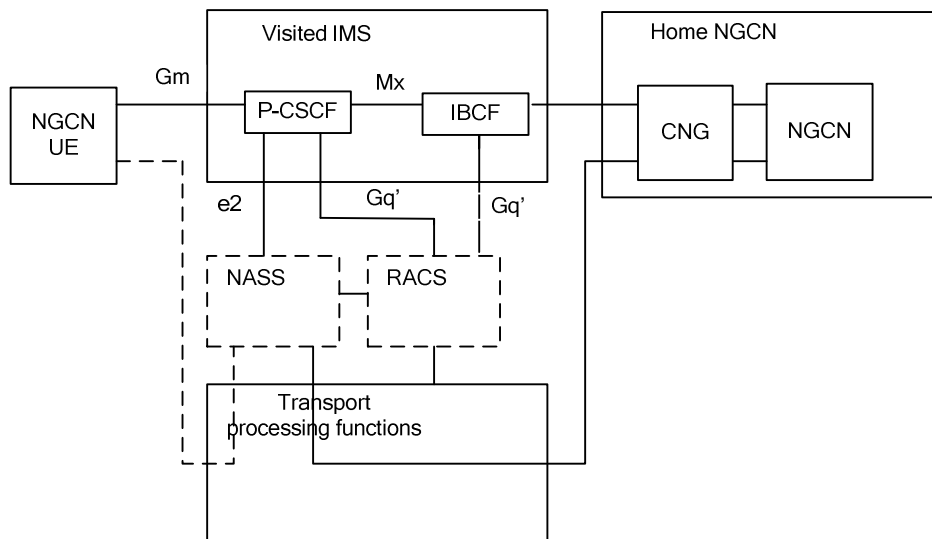 Visited IMS
Home NGCN
Gm
Mx
NGCN
UE
P-CSCF
IBCF
CNG
NGCN
e2
Gq’
Gq’
NASS
RACS
Transport
processing functions